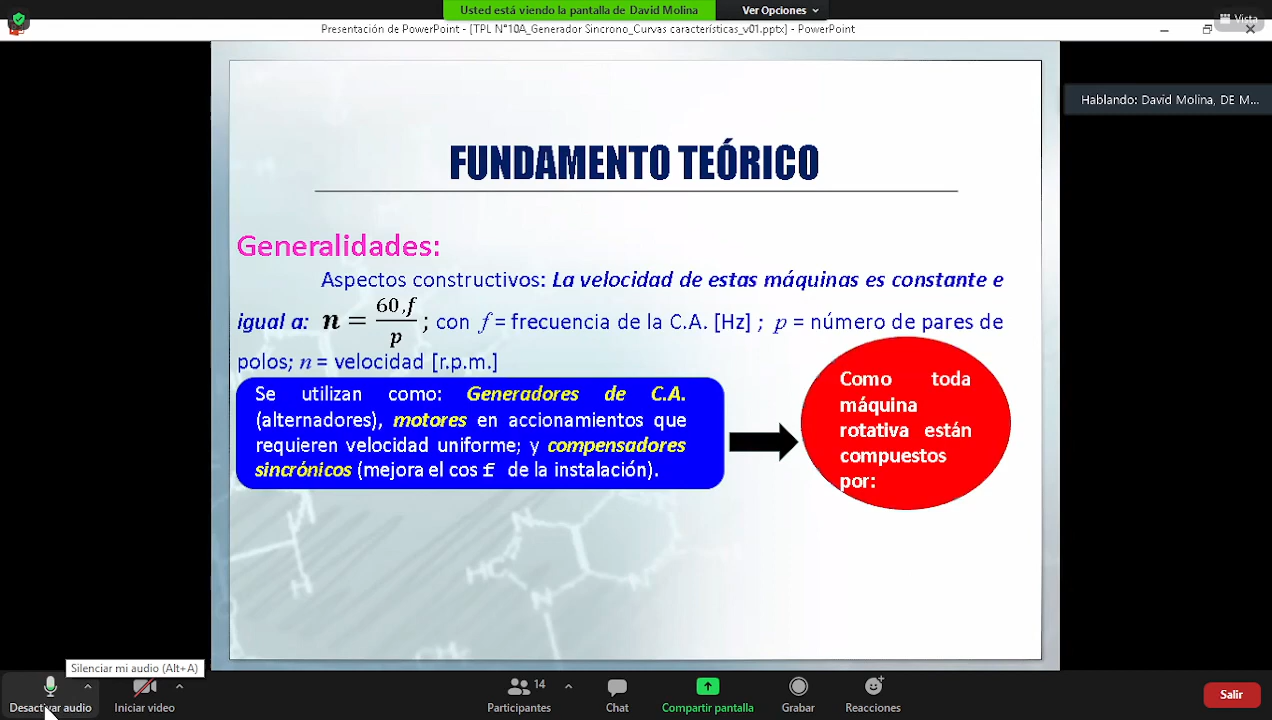 Usted está viendo la pantalla de David Molina
Ver Opciones
Vista
Presentación de PowerPoint - [TPL N°10A_Generador Sincrono_Curvas características_v01.pptx] - PowerPoint
Hablando: David Molina, DE M...
FUNDAMENTO TEÓRICO
Generalidades:
Aspectos constructivos: La velocidad de estas máquinas es constante e
igual a: n = 60.f / p ; con f = frecuencia de la C.A. [Hz] ; p = número de pares de
polos; n = velocidad [r.p.m.]
Se utilizan como: Generadores de C.A.
(alternadores), motores en accionamientos que
requieren velocidad uniforme; y compensadores
sincrónicos (mejora el cos f de la instalación).
Como toda
máquina
rotativa están
compuestos
por:
N
N
N
Silenciar mi audio (Alt+A)
Desactivar audio
Iniciar video
14
Participantes
Chat
Compartir pantalla
Grabar
Reacciones
Salir